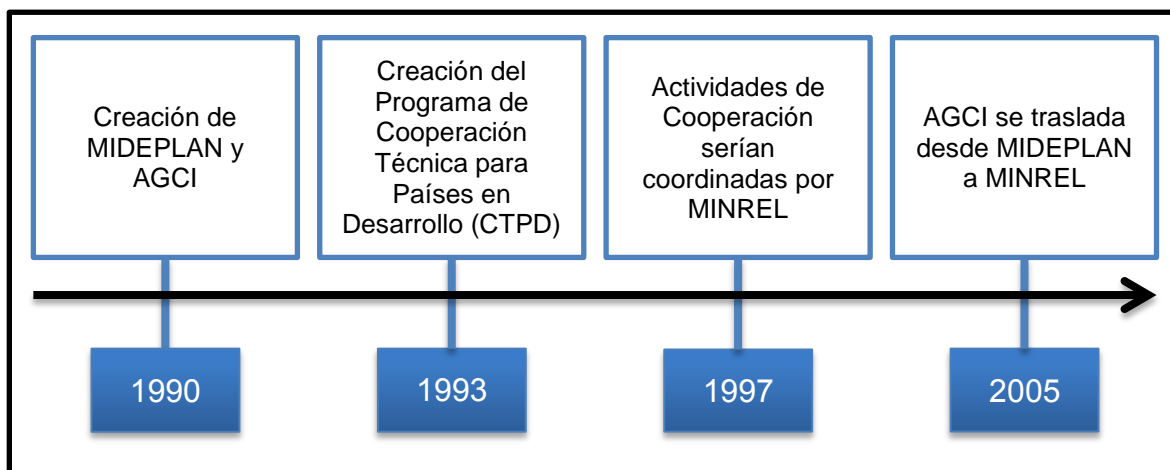 Creación de
MIDEPLAN y
AGCI
Creación del
Programa de
Cooperación
Técnica para
Países en
Desarrollo (CTPD)
Actividades de
Cooperación
serían
coordinadas por
MINREL
AGCI se traslada
desde MIDEPLAN
a MINREL
1990
1993
1997
2005